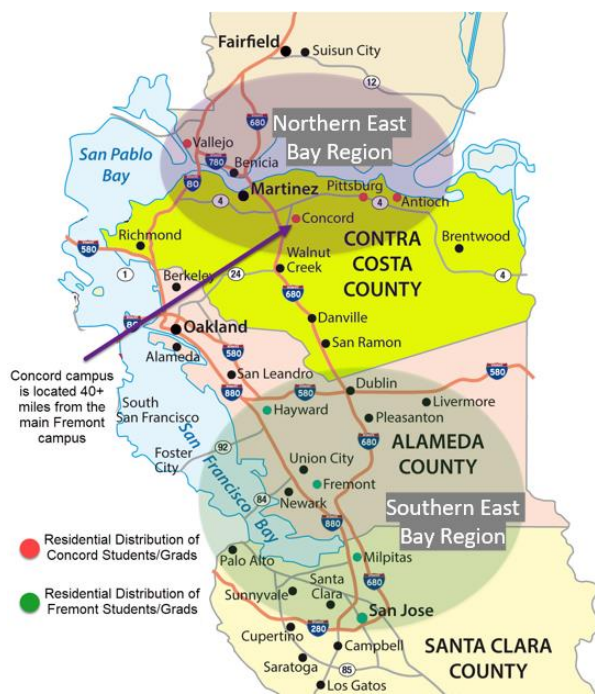 Fairfield
Suisun City
12
680
Northern East
Bay Region
Vallejo
780
Benicia
San Pablo
Bay
80
Martinez
Pittsburg
4
4
Antioch
Concord
Richmond
CONTRA
COSTA
COUNTY
Brentwood
580
1
Walnut
Creek
24
Berkeley
680
4
80
Oakland
Danville
Alameda
580
San Ramon
Concord campus
is located 40+
miles from the
main Fremont
campus
San Leandro
880
580
Dublin
580
Hayward
Livermore
Pleasanton
South
San Francisco
680
92
ALAMEDA
COUNTY
Foster
City
San Francisco Bay
Union City
Fremont
84
Newark
Southern East
Bay Region
880
Residential Distribution of
Concord Students/Grads
Palo Alto
Milpitas
Residential Distribution of
Fremont Students/Grads
Santa
Clara
680
Sunnyvale
San Jose
280
Cupertino
Campbell
SANTA CLARA
COUNTY
Saratoga
85
Los Gatos